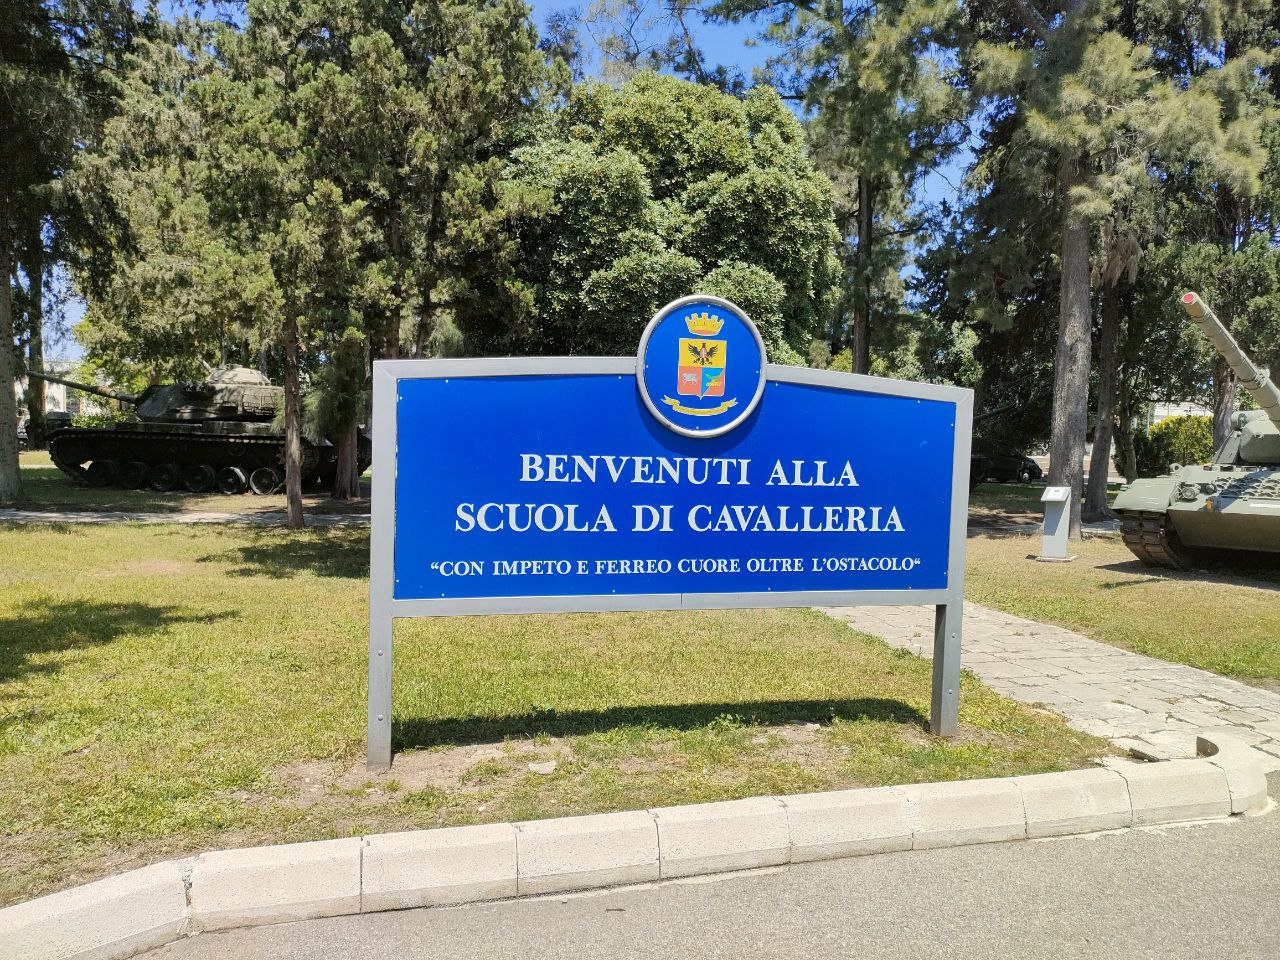 BENVENUTI ALLA
SCUOLA DI CAVALLERIA
“CON IMPETO E FERREO CUORE OLTRE L’OSTACOLO“